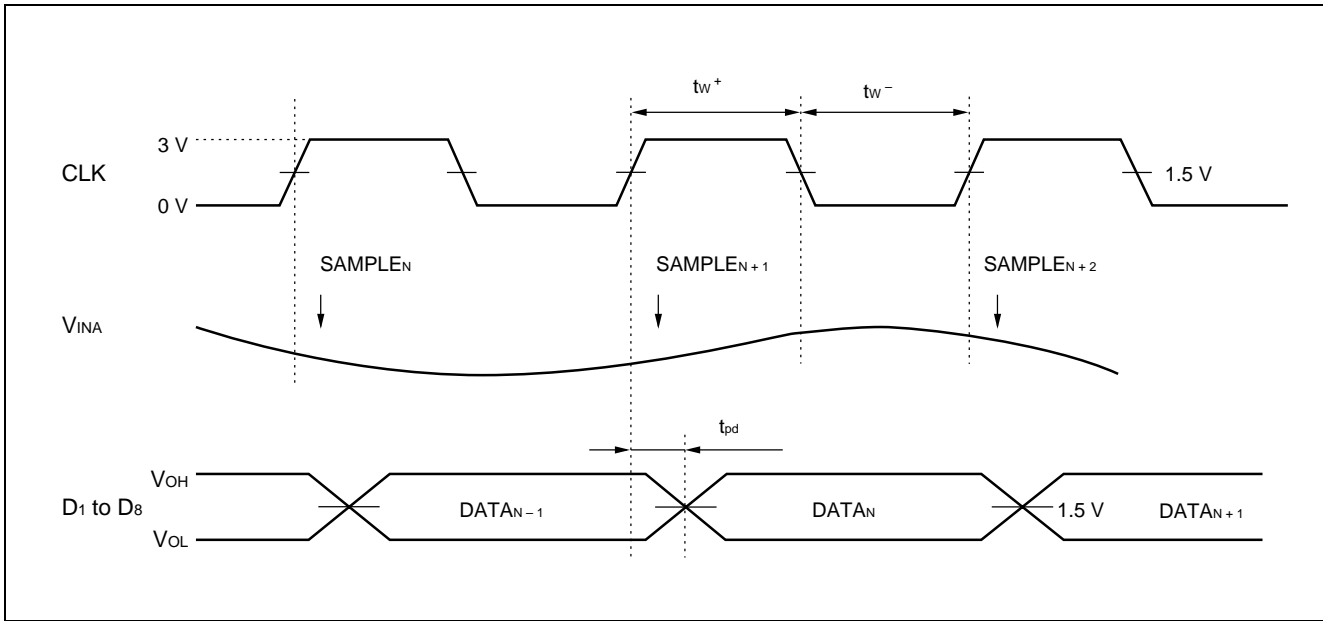 tW+ tW−
3 V
CLK
1.5 V
0 V
SAMPLEN SAMPLEN + 1 SAMPLEN + 2
VINA
tpd
VOH
D1 to D8 DATAN − 1 DATAN 1.5 V DATAN + 1
VOL